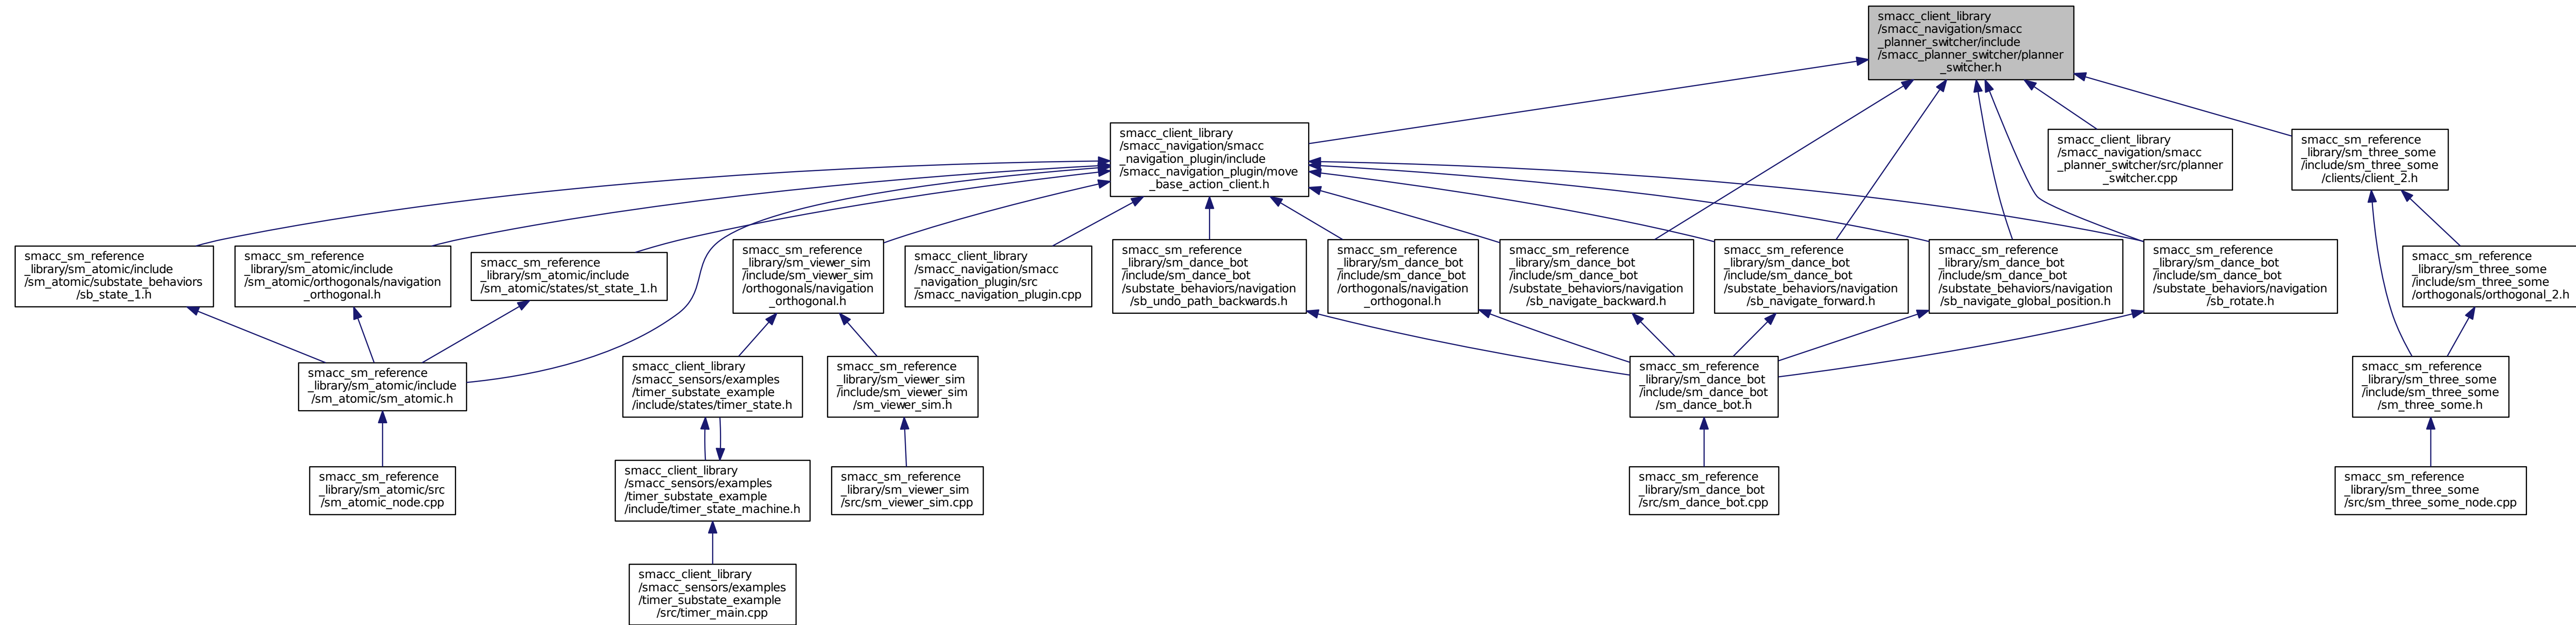 smacc_client_library
/smacc_navigation/smacc
_planner_switcher/include
/smacc_planner_switcher/planner
_switcher.h
smacc_client_library
/smacc_navigation/smacc
_navigation_plugin/include
/smacc_navigation_plugin/move
_base_action_client.h
smacc_client_library
/smacc_navigation/smacc
_planner_switcher/src/planner
_switcher.cpp
smacc_sm_reference
_library/sm_three_some
/include/sm_three_some
/clients/client_2.h
smacc_sm_reference
_library/sm_atomic/include
/sm_atomic/substate_behaviors
/sb_state_1.h
smacc_sm_reference
_library/sm_atomic/include
/sm_atomic/orthogonals/navigation
_orthogonal.h
smacc_sm_reference
_library/sm_atomic/include
/sm_atomic/states/st_state_1.h
smacc_sm_reference
_library/sm_viewer_sim
/include/sm_viewer_sim
/orthogonals/navigation
_orthogonal.h
smacc_client_library
/smacc_navigation/smacc
_navigation_plugin/src
/smacc_navigation_plugin.cpp
smacc_sm_reference
_library/sm_dance_bot
/include/sm_dance_bot
/substate_behaviors/navigation
/sb_undo_path_backwards.h
smacc_sm_reference
_library/sm_dance_bot
/include/sm_dance_bot
/orthogonals/navigation
_orthogonal.h
smacc_sm_reference
_library/sm_dance_bot
/include/sm_dance_bot
/substate_behaviors/navigation
/sb_navigate_backward.h
smacc_sm_reference
_library/sm_dance_bot
/include/sm_dance_bot
/substate_behaviors/navigation
/sb_navigate_forward.h
smacc_sm_reference
_library/sm_dance_bot
/include/sm_dance_bot
/substate_behaviors/navigation
/sb_navigate_global_position.h
smacc_sm_reference
_library/sm_dance_bot
/include/sm_dance_bot
/substate_behaviors/navigation
/sb_rotate.h
smacc_sm_reference
_library/sm_three_some
/include/sm_three_some
/orthogonals/orthogonal_2.h
smacc_sm_reference
_library/sm_atomic/include
/sm_atomic/sm_atomic.h
smacc_client_library
/smacc_sensors/examples
/timer_substate_example
/include/states/timer_state.h
smacc_sm_reference
_library/sm_viewer_sim
/include/sm_viewer_sim
/sm_viewer_sim.h
smacc_sm_reference
_library/sm_dance_bot
/include/sm_dance_bot
/sm_dance_bot.h
smacc_sm_reference
_library/sm_three_some
/include/sm_three_some
/sm_three_some.h
smacc_sm_reference
_library/sm_atomic/src
/sm_atomic_node.cpp
smacc_client_library
/smacc_sensors/examples
/timer_substate_example
/include/timer_state_machine.h
smacc_sm_reference
_library/sm_viewer_sim
/src/sm_viewer_sim.cpp
smacc_sm_reference
_library/sm_dance_bot
/src/sm_dance_bot.cpp
smacc_sm_reference
_library/sm_three_some
/src/sm_three_some_node.cpp
smacc_client_library
/smacc_sensors/examples
/timer_substate_example
/src/timer_main.cpp